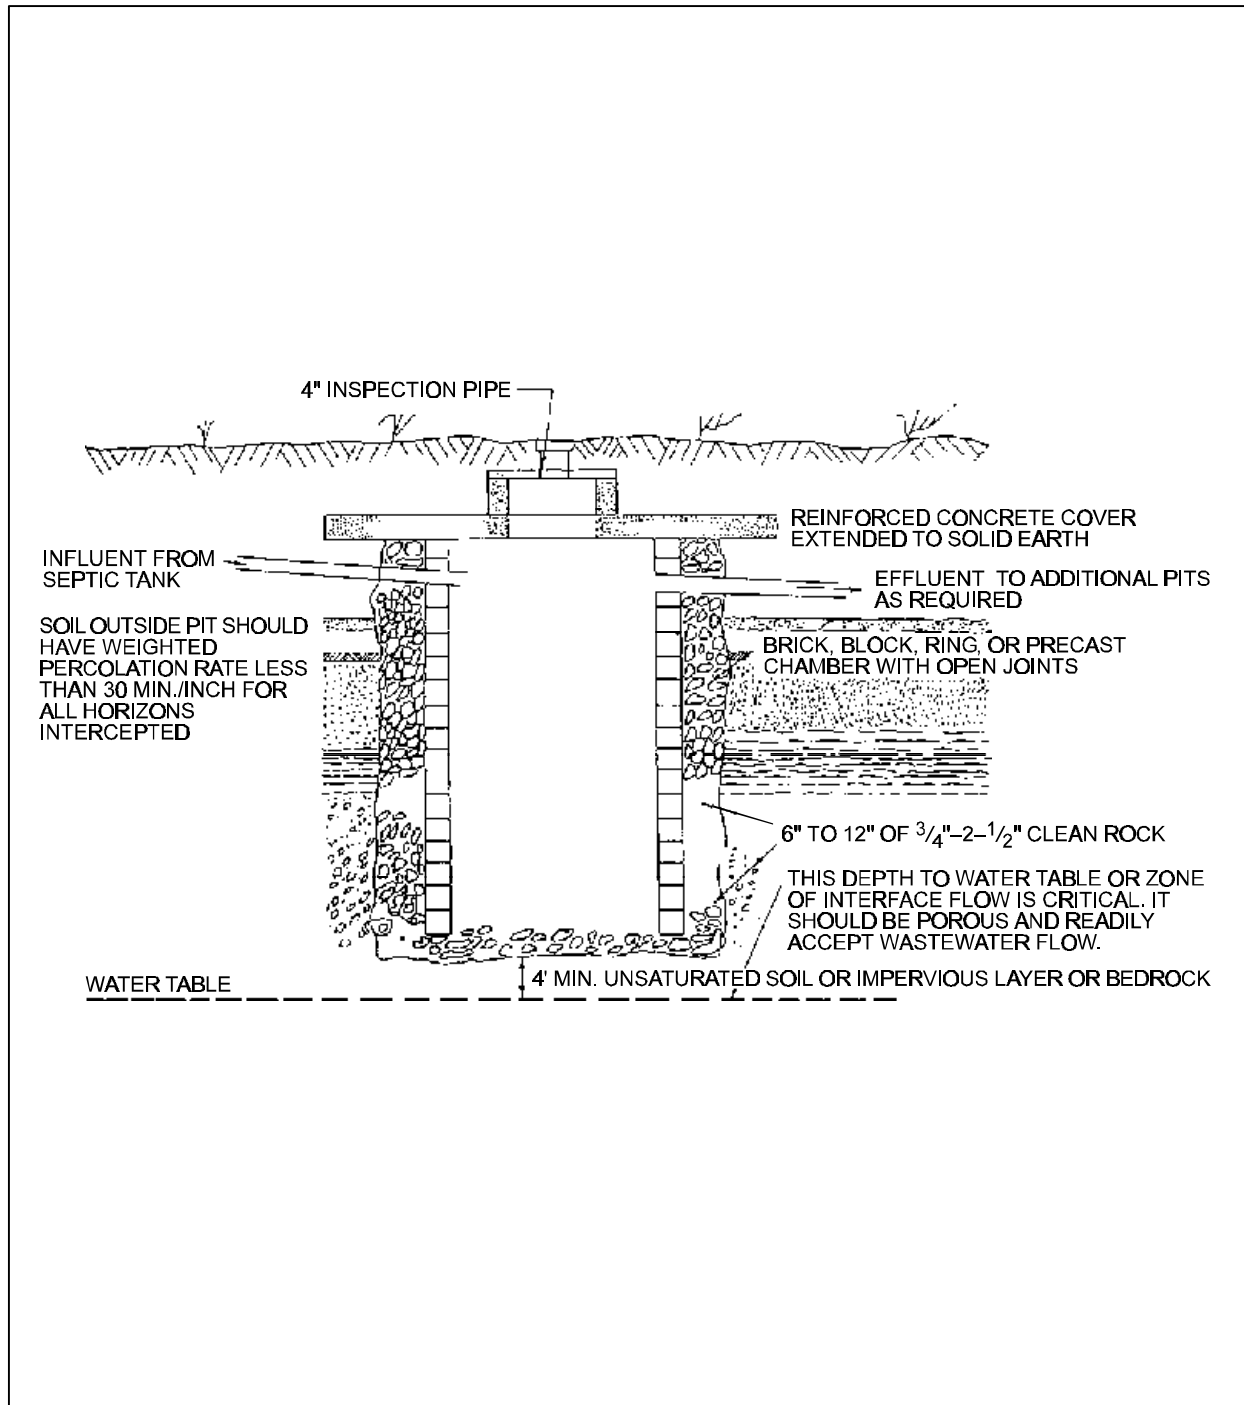 4" INSPECTION PIPE
REINFORCED CONCRETE COVER
EXTENDED TO SOLID EARTH
INFLUENT FROM
SEPTIC TANK
EFFLUENT TO ADDITIONAL PITS
AS REQUIRED
SOIL OUTSIDE PIT SHOULD
HAVE WEIGHTED
PERCOLATION RATE LESS
THAN 30 MIN./INCH FOR
ALL HORIZONS
INTERCEPTED
BRICK, BLOCK, RING, OR PRECAST
CHAMBER WITH OPEN JOINTS
6" TO 12" OF 3/4"–2–1/2" CLEAN ROCK
THIS DEPTH TO WATER TABLE OR ZONE
OF INTERFACE FLOW IS CRITICAL. IT
SHOULD BE POROUS AND READILY
ACCEPT WASTEWATER FLOW.
WATER TABLE
4' MIN. UNSATURATED SOIL OR IMPERVIOUS LAYER OR BEDROCK